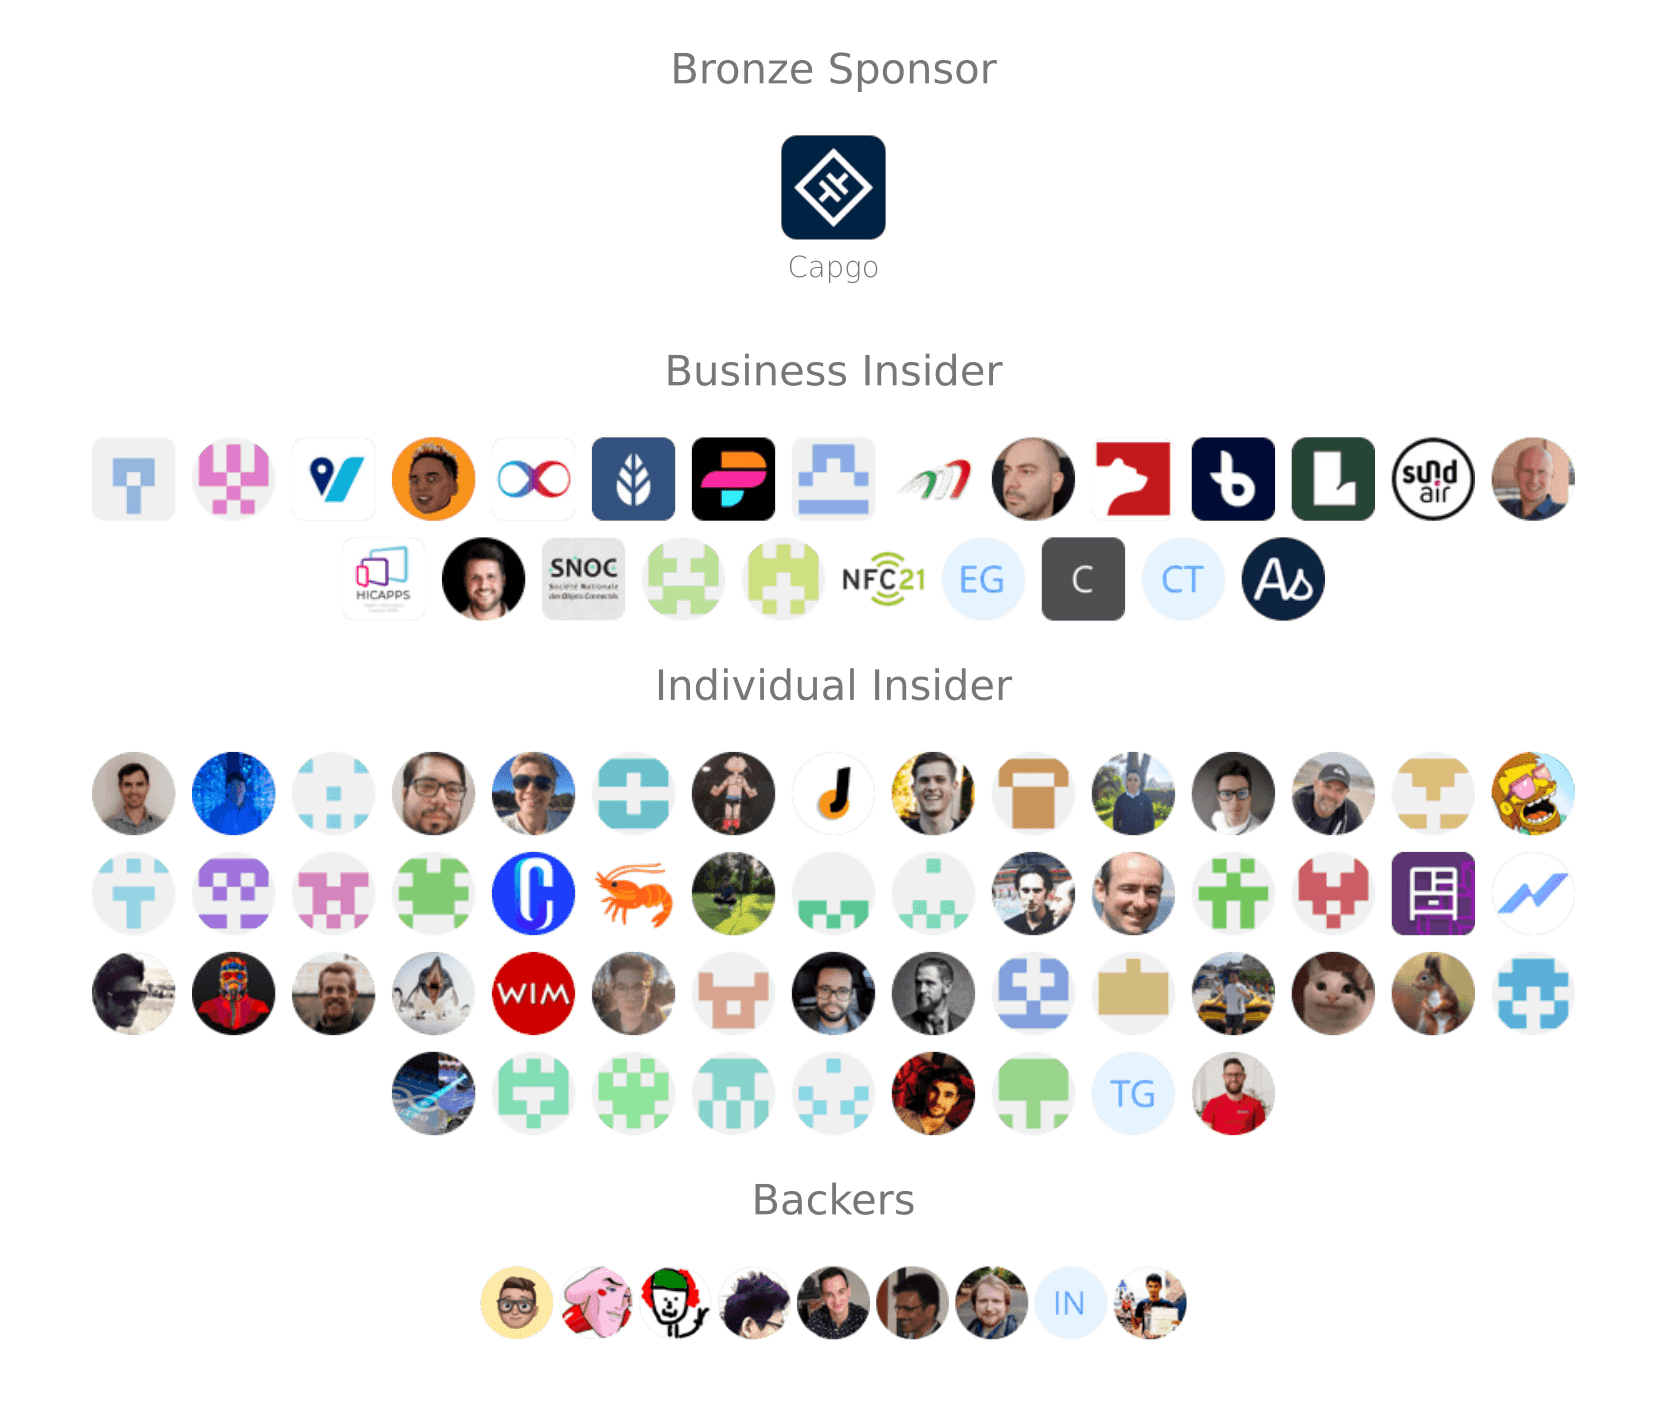 Bronze Sponsor
Capgo
Business Insider
sund
air
HICAPPS
SNOC
Société Nationale
des Objets Connectés
NFC21
EG
C
CT
As
Individual Insider
WIM
TG
Backers
IN